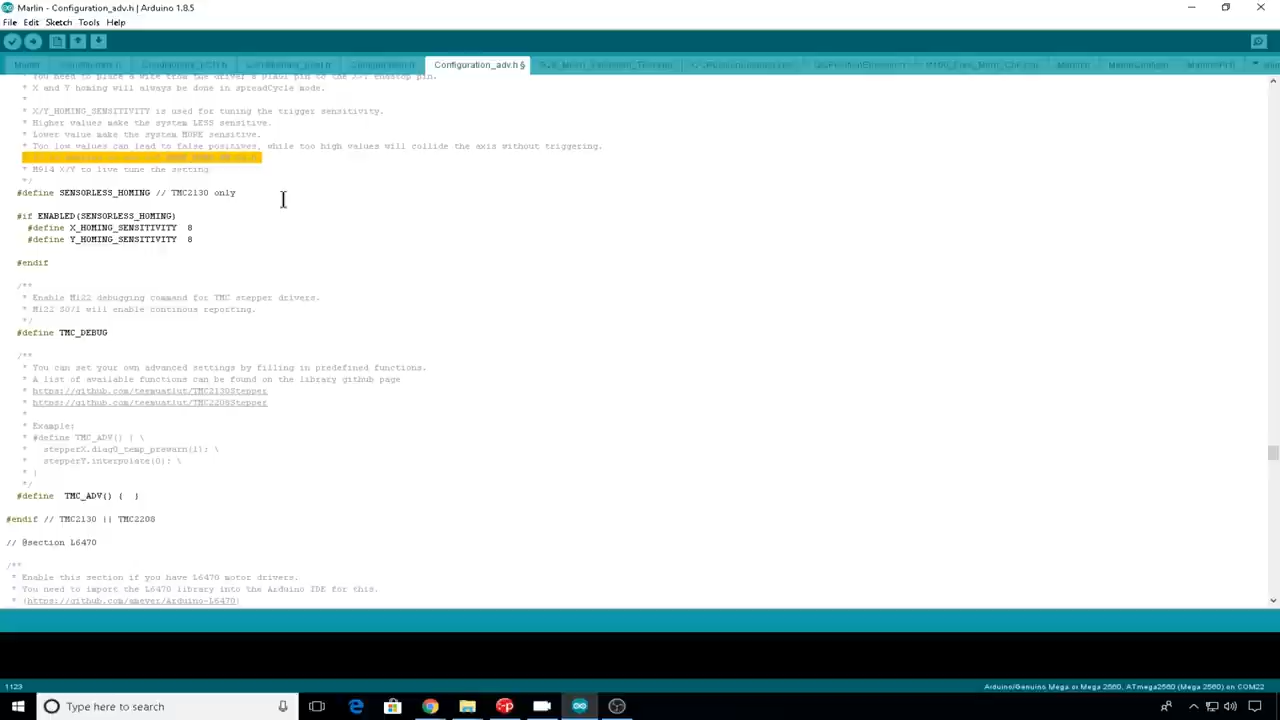 Marlin - Configuration_adv.h | Arduino 1.8.5
File Edit Sketch Tools Help
Configuration_adv.h §
* X and Y homing will always be done in spreadCycle mode.
*
* X/Y_HOMING_SENSITIVITY is used for tuning the trigger sensitivity.
* Higher values make the system LESS sensitive.
* Lower value make the system MORE sensitive.
* Too low values can lead to false positives, while too high values will collide the axis without triggering.
* M914 X/Y to live tune the setting
*/
#define SENSORLESS_HOMING // TMC2130 only
#if ENABLED(SENSORLESS_HOMING)
#define X_HOMING_SENSITIVITY 8
#define Y_HOMING_SENSITIVITY 8
#endif
/**
* Enable M122 debugging command for TMC stepper drivers.
* M122 S0/1 will enable continous reporting.
*/
#define TMC_DEBUG
/**
* You can set your own advanced settings by filling in predefined functions.
* A list of available functions can be found on the library github page
* https://github.com/teemuatlut/TMC2130Stepper
* https://github.com/teemuatlut/TMC2208Stepper
*
* Example:
* #define TMC_ADV() { \
* stepperX.diag0_temp_prewarn(1); \
* stepperY.interpolate(0); \
* }
*/
#define TMC_ADV() { }
#endif // TMC2130 || TMC2208
// @section L6470
/**
* Enable this section if you have L6470 motor drivers.
* You need to import the L6470 library into the Arduino IDE for this.
* (https://github.com/ameyer/Arduino-L6470)
1123
Arduino/Genuino Mega or Mega 2560, ATmega2560 (Mega 2560) on COM22
Type here to search